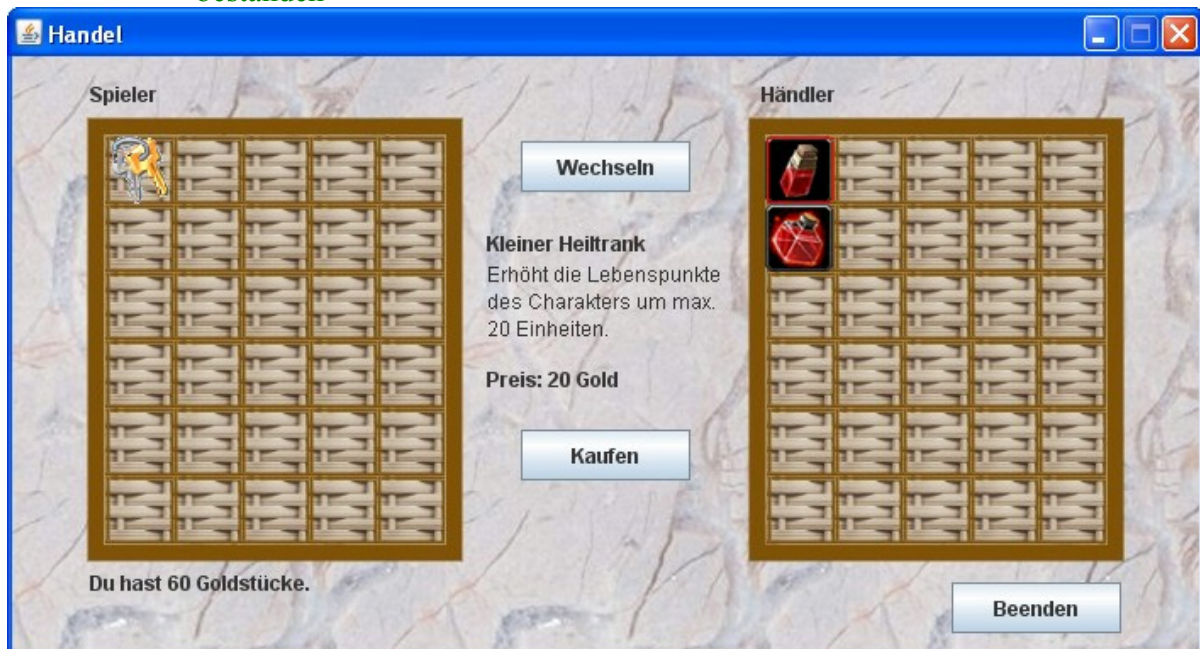 bestanden
Handel
Spieler
Händler
Wechseln
Kleiner Heiltrank
Erhöht die Lebenspunkte
des Charakters um max.
20 Einheiten.
Preis: 20 Gold
Kaufen
Du hast 60 Goldstücke.
Beenden